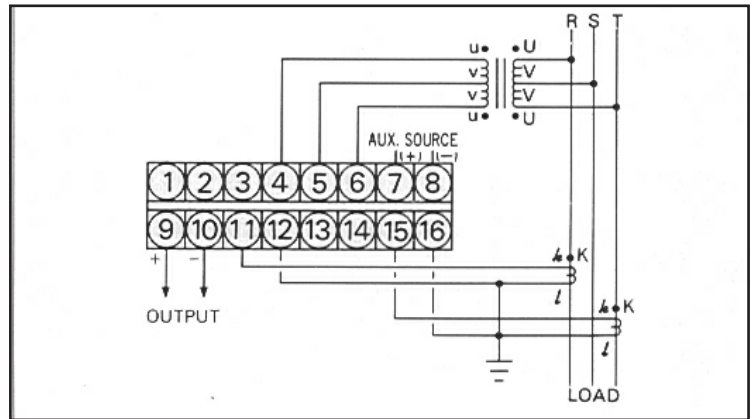 R S T
u U
v V
v V
u U
AUX. SOURCE
(+) (−)
1 2 3 4 5 6 7 8
9 10 11 12 13 14 15 16
+ −
k K
l
OUTPUT
k K
l
LOAD